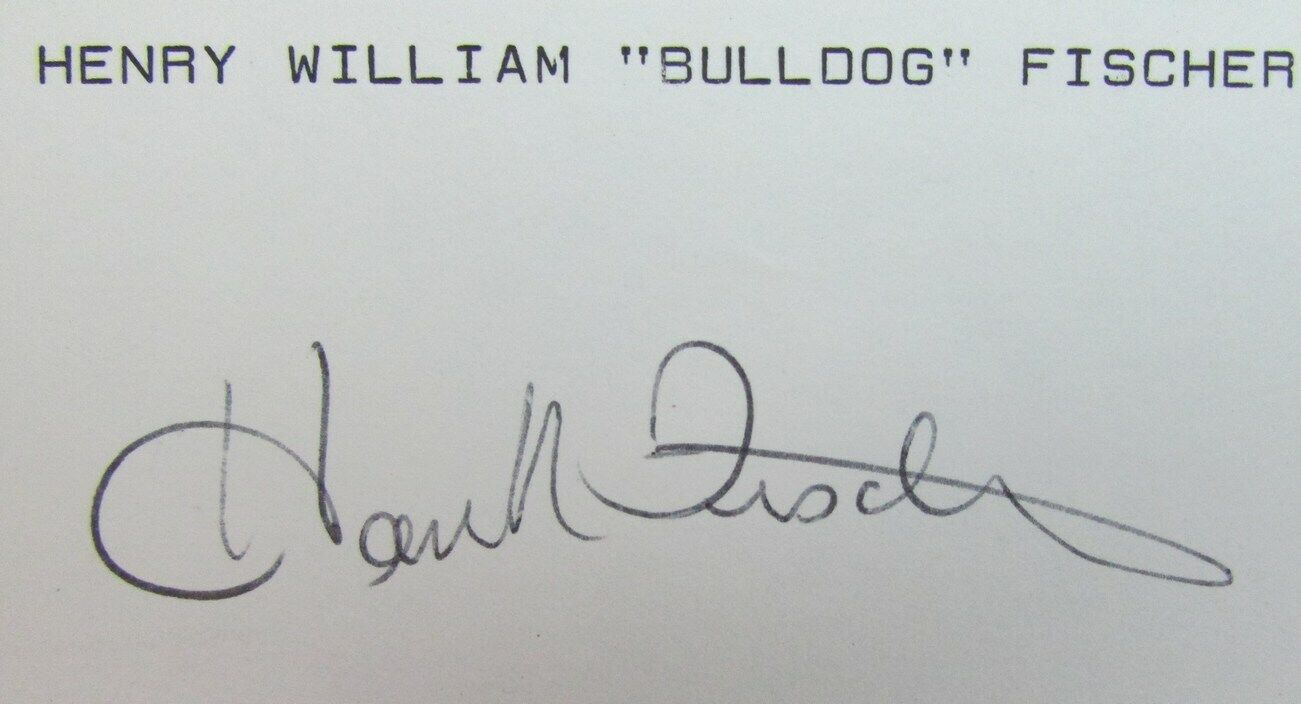 HENRY WILLIAM "BULLDOG" FISCHER
Hank Fischer